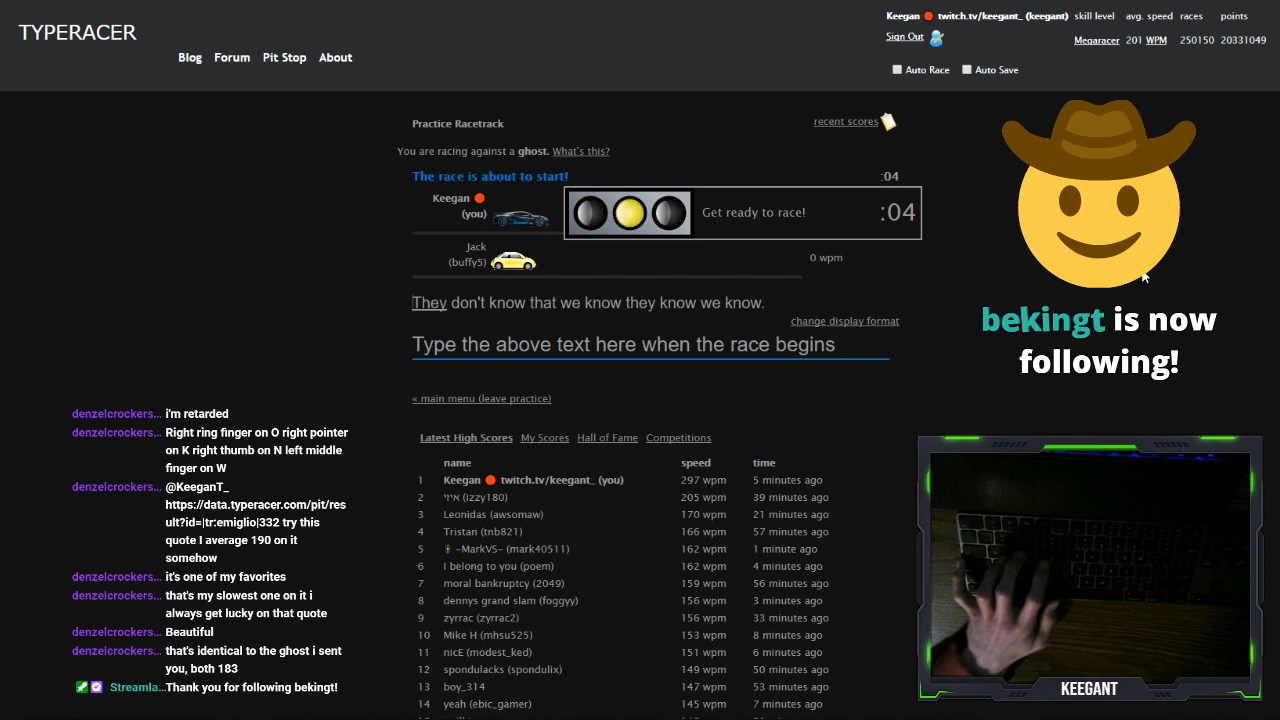 TYPERACER
Blog Forum Pit Stop About
Keegan twitch.tv/keegant_ (keegant) skill level avg. speed races points
Sign Out
Megaracer 201 WPM 250150 20331049
Auto Race Auto Save
Practice Racetrack
recent scores
You are racing against a ghost. What's this?
The race is about to start! :04
Keegan
(you)
Get ready to race! :04
Jack
(buffy5)
0 wpm
They don't know that we know they know we know.
change display format
Type the above text here when the race begins
« main menu (leave practice)
Latest High Scores My Scores Hall of Fame Competitions
name speed time
1 Keegan twitch.tv/keegant_ (you) 297 wpm 5 minutes ago
2 איזי (izzy180) 205 wpm 39 minutes ago
3 Leonidas (awsomaw) 170 wpm 21 minutes ago
4 Tristan (tnb821) 166 wpm 57 minutes ago
5 ~MarkVS~ (mark40511) 162 wpm 1 minute ago
6 I belong to you (poem) 162 wpm 4 minutes ago
7 moral bankruptcy (2049) 159 wpm 56 minutes ago
8 dennys grand slam (foggyy) 156 wpm 3 minutes ago
9 zyrrac (zyrrac2) 156 wpm 33 minutes ago
10 Mike H (mhsu525) 153 wpm 8 minutes ago
11 nicE (modest_ked) 151 wpm 6 minutes ago
12 spondulacks (spondulix) 149 wpm 50 minutes ago
13 boy_314 147 wpm 53 minutes ago
14 yeah (ebic_gamer) 145 wpm 7 minutes ago
bekingt is now
following!
denzelcrockers... i'm retarded
denzelcrockers... Right ring finger on O right pointer
on K right thumb on N left middle
finger on W
denzelcrockers... @KeeganT_
https://data.typeracer.com/pit/res
ult?id=|tr:emiglio|332 try this
quote I average 190 on it
somehow
denzelcrockers... it's one of my favorites
denzelcrockers... that's my slowest one on it i
always get lucky on that quote
denzelcrockers... Beautiful
denzelcrockers... that's identical to the ghost i sent
you, both 183
Streamla... Thank you for following bekingt!
KEEGANT